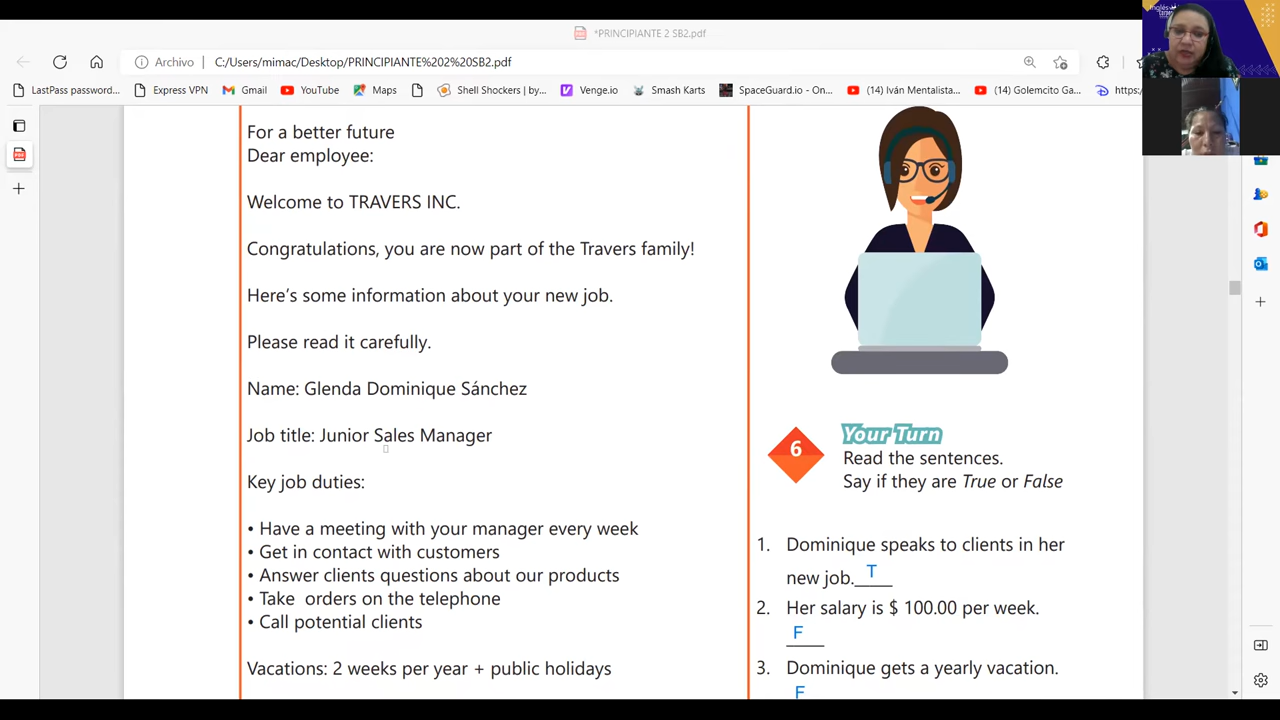 *PRINCIPIANTE 2 SB2.pdf
Archivo
C:/Users/mimac/Desktop/PRINCIPIANTE%202%20SB2.pdf
LastPass password...
Express VPN
Gmail
YouTube
Maps
Shell Shockers | by...
Venge.io
Smash Karts
SpaceGuard.io - On...
(14) Iván Mentalista...
(14) Golemcito Ga...
https:/
For a better future
Dear employee:
Welcome to TRAVERS INC.
Congratulations, you are now part of the Travers family!
Here's some information about your new job.
Please read it carefully.
Name: Glenda Dominique Sánchez
Job title: Junior Sales Manager
Key job duties:
• Have a meeting with your manager every week
• Get in contact with customers
• Answer clients questions about our products
• Take orders on the telephone
• Call potential clients
Vacations: 2 weeks per year + public holidays
6
Your Turn
Read the sentences.
Say if they are True or False
1. Dominique speaks to clients in her
new job. T
2. Her salary is $ 100.00 per week.
F
3. Dominique gets a yearly vacation.
F